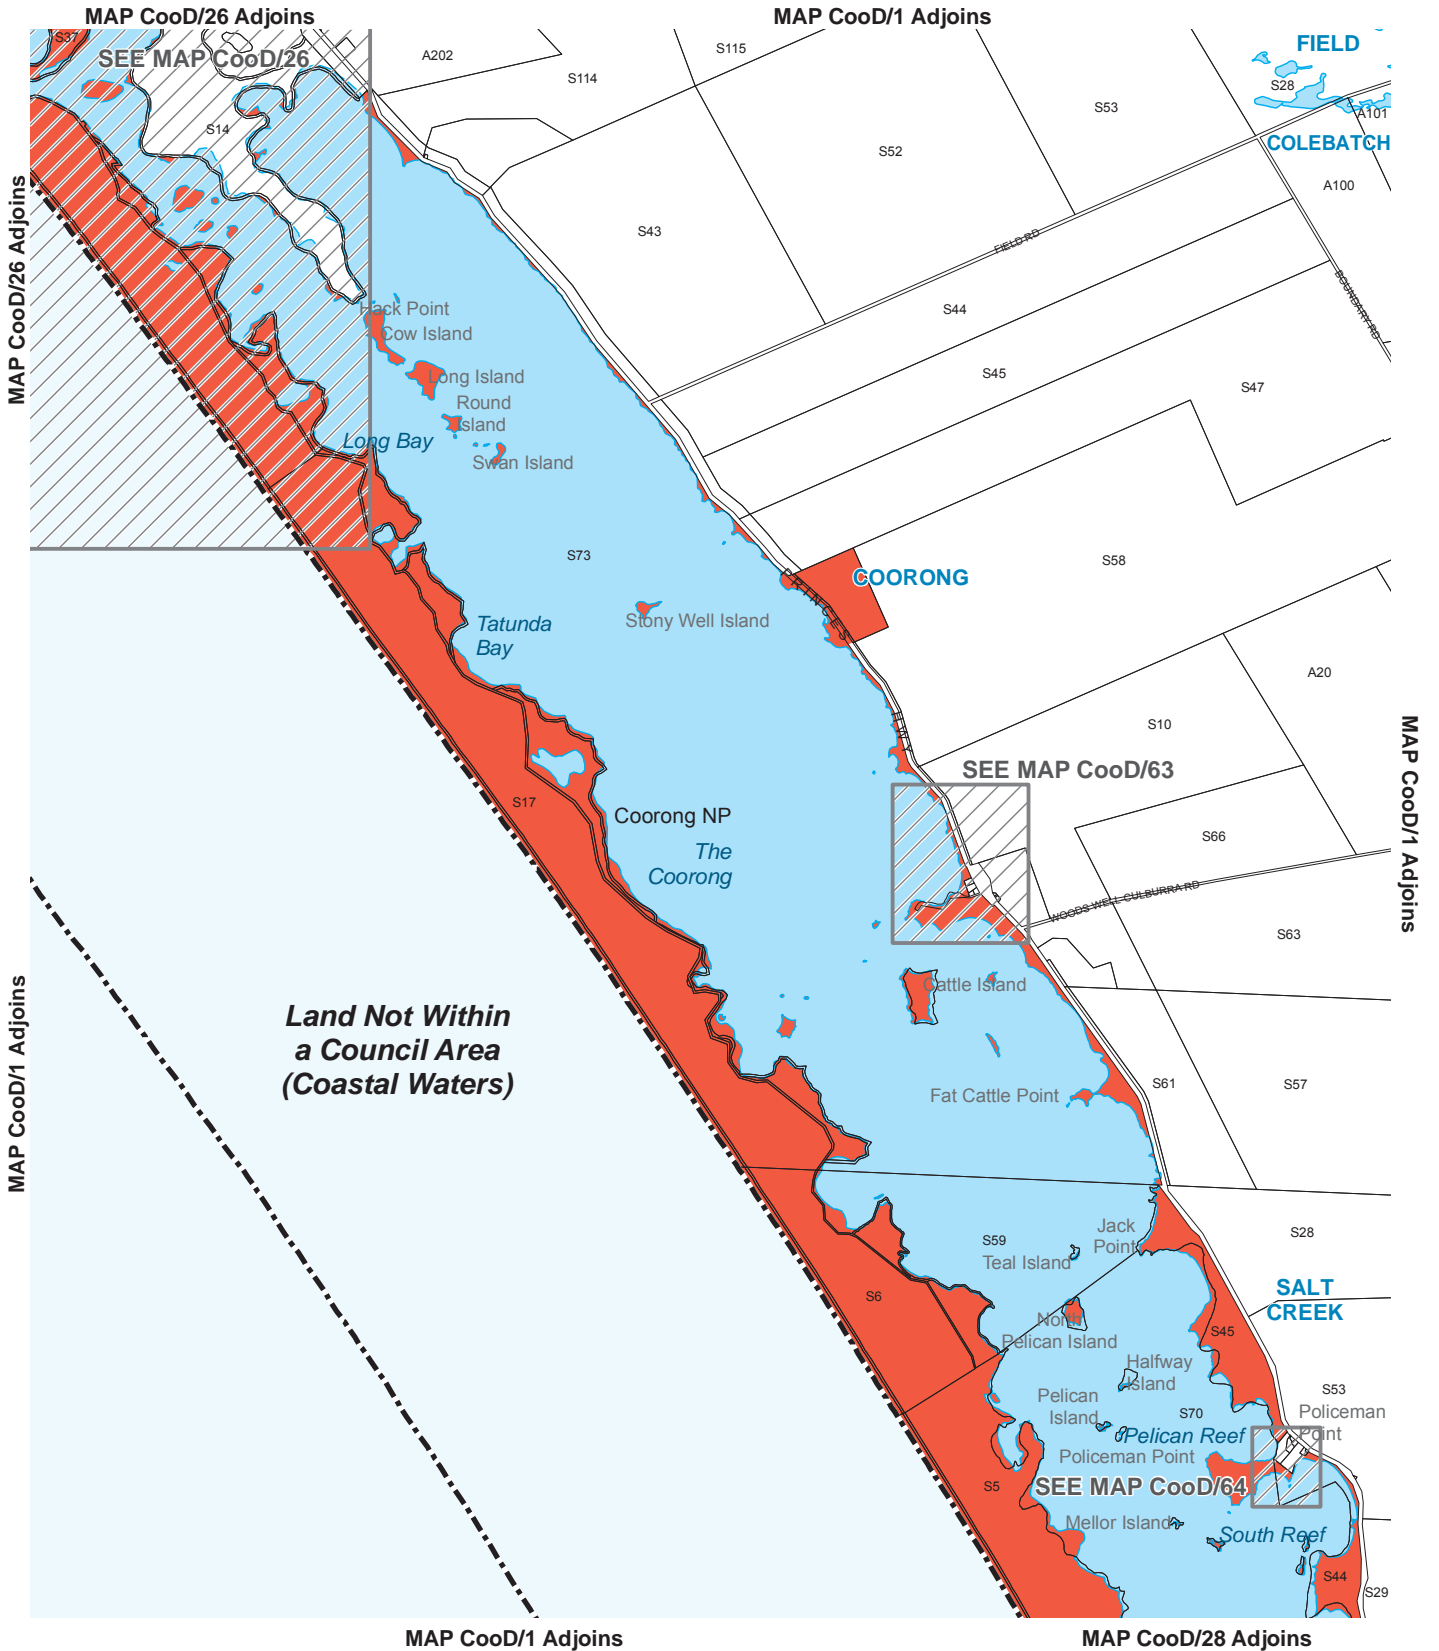 MAP CooD/26 Adjoins
MAP CooD/1 Adjoins
S37
SEE MAP CooD/26
A202
S115
S114
FIELD
S28
A101
COLEBATCH
S53
S14
S52
A100
S43
FIELD RD
BOUNDARY RD
MAP CooD/26 Adjoins
Hack Point
Cow Island
S44
Long Island
S45
S47
Round
Island
Long Bay
Swan Island
S73
S58
COORONG
PRINCES
Stony Well Island
Tatunda
Bay
A20
S10
HWY
MAP CooD/1 Adjoins
SEE MAP CooD/63
S17
Coorong NP
S66
The
Coorong
WOODS WELL CULBURRA RD
S63
Cattle Island
MAP CooD/1 Adjoins
Land Not Within
a Council Area
(Coastal Waters)
S61
S57
Fat Cattle Point
Jack
Point
S59
Teal Island
S28
S6
SALT
CREEK
North
Pelican Island
S45
Halfway
Island
S53
Pelican
Island
S70
Policeman
Point
Pelican Reef
Policeman Point
S5
SEE MAP CooD/64
Mellor Island
South Reef
S44
S29
MAP CooD/1 Adjoins
MAP CooD/28 Adjoins